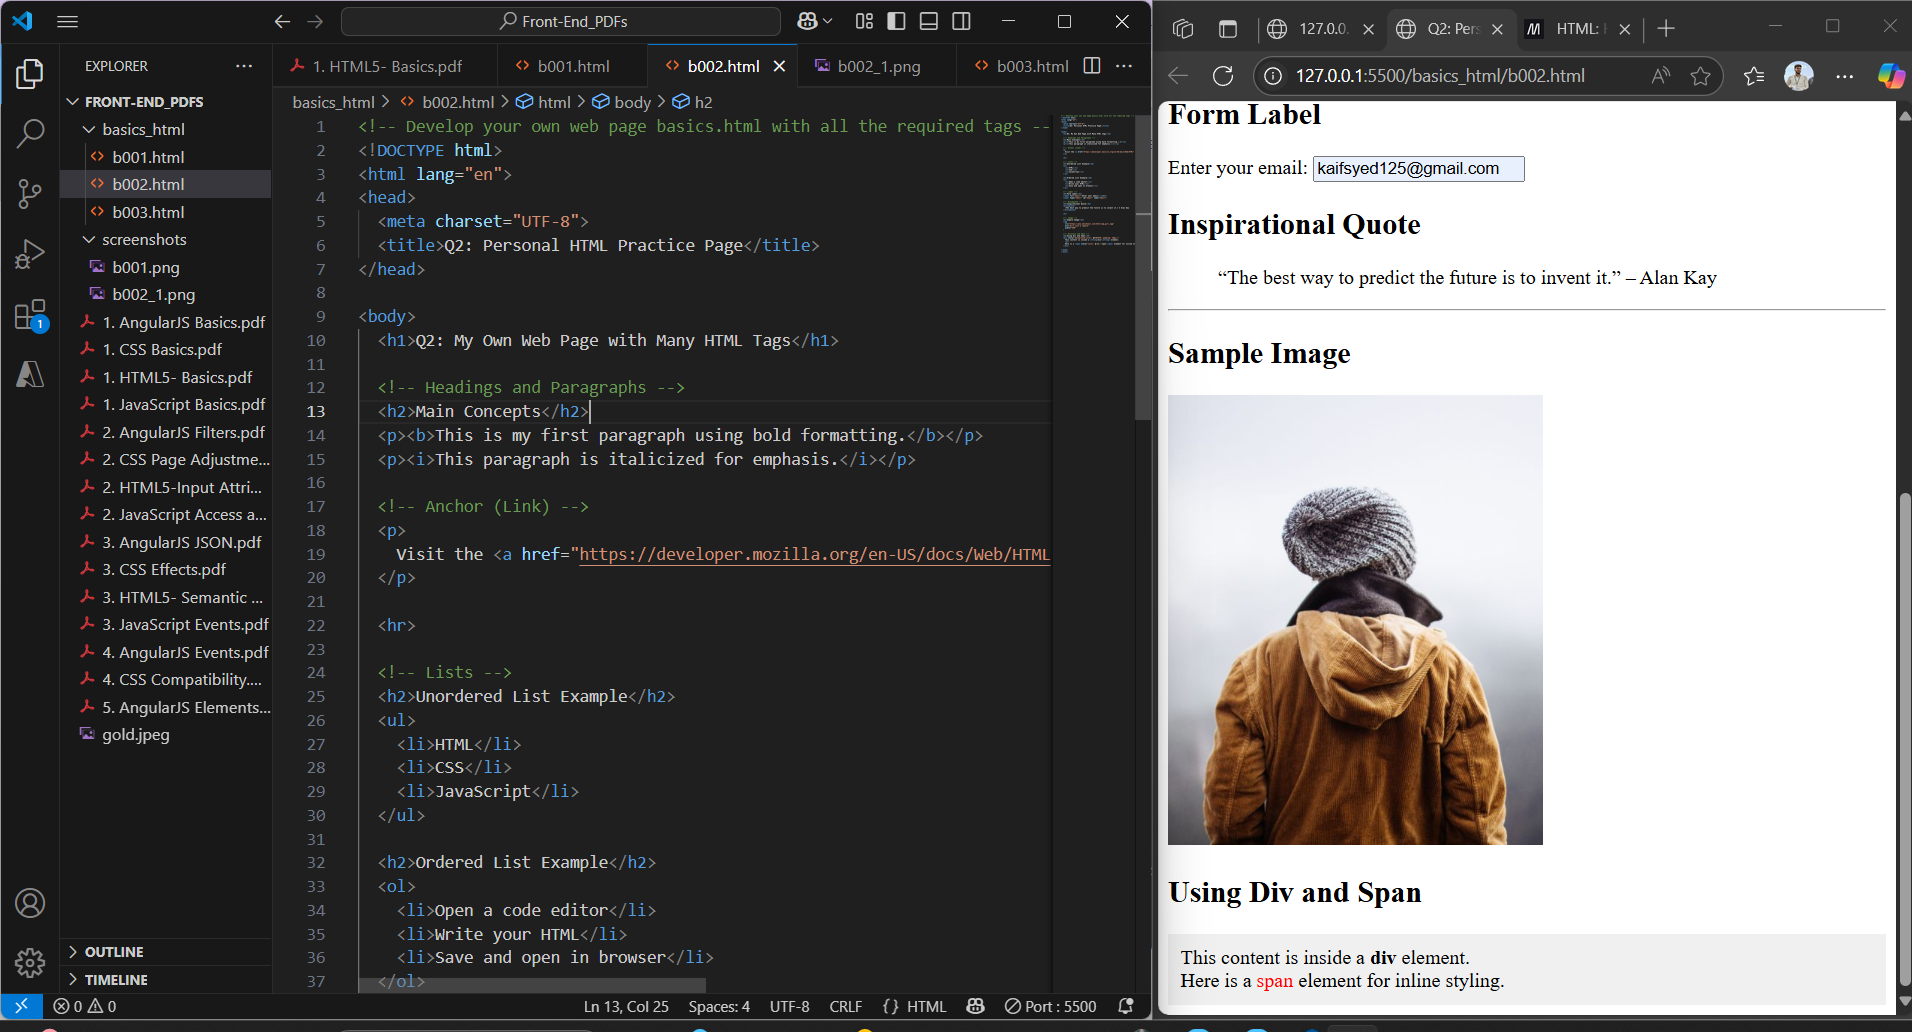 Front-End_PDFs
EXPLORER
FRONT-END_PDFS
basics_html
b001.html
b002.html
b003.html
screenshots
b001.png
b002_1.png
1. AngularJS Basics.pdf
1. CSS Basics.pdf
1. HTML5- Basics.pdf
1. JavaScript Basics.pdf
2. AngularJS Filters.pdf
2. CSS Page Adjustme...
2. HTML5-Input Attri...
2. JavaScript Access a...
3. AngularJS JSON.pdf
3. CSS Effects.pdf
3. HTML5- Semantic ...
3. JavaScript Events.pdf
4. AngularJS Events.pdf
4. CSS Compatibility....
5. AngularJS Elements...
gold.jpeg
OUTLINE
TIMELINE
1
1. HTML5- Basics.pdf
b001.html
b002.html
b002_1.png
b003.html
basics_html > b002.html > html > body > h2
1 <!-- Develop your own web page basics.html with all the required tags --
2 <!DOCTYPE html>
3 <html lang="en">
4 <head>
5 <meta charset="UTF-8">
6 <title>Q2: Personal HTML Practice Page</title>
7 </head>
8
9 <body>
10 <h1>Q2: My Own Web Page with Many HTML Tags</h1>
11
12 <!-- Headings and Paragraphs -->
13 <h2>Main Concepts</h2>
14 <p><b>This is my first paragraph using bold formatting.</b></p>
15 <p><i>This paragraph is italicized for emphasis.</i></p>
16
17 <!-- Anchor (Link) -->
18 <p>
19 Visit the <a href="https://developer.mozilla.org/en-US/docs/Web/HTML
20 </p>
21
22 <hr>
23
24 <!-- Lists -->
25 <h2>Unordered List Example</h2>
26 <ul>
27 <li>HTML</li>
28 <li>CSS</li>
29 <li>JavaScript</li>
30 </ul>
31
32 <h2>Ordered List Example</h2>
33 <ol>
34 <li>Open a code editor</li>
35 <li>Write your HTML</li>
36 <li>Save and open in browser</li>
37 </ol>
0 0
Ln 13, Col 25
Spaces: 4
UTF-8
CRLF
{} HTML
Port : 5500
127.0.0.
Q2: Pers
HTML:
127.0.0.1:5500/basics_html/b002.html
Form Label
Enter your email: kaifsyed125@gmail.com
Inspirational Quote
“The best way to predict the future is to invent it.” – Alan Kay
Sample Image
Using Div and Span
This content is inside a div element.
Here is a span element for inline styling.